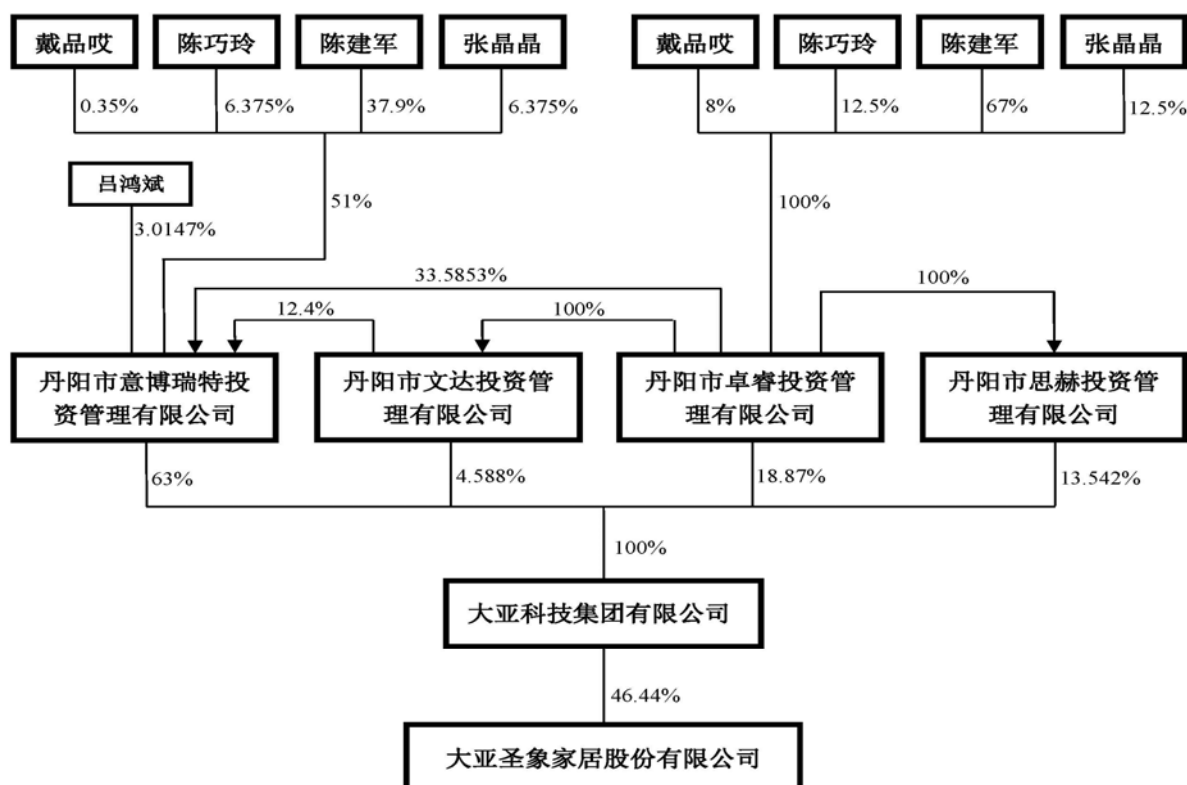 戴品哎
陈巧玲
陈建军
张晶晶
戴品哎
陈巧玲
陈建军
张晶晶
0.35%
6.375%
37.9%
6.375%
8%
12.5%
67%
12.5%
吕鸿斌
51%
100%
3.0147%
33.5853%
100%
12.4%
100%
丹阳市意博瑞特投
资管理有限公司
丹阳市文达投资管
理有限公司
丹阳市卓睿投资管
理有限公司
丹阳市思赫投资管
理有限公司
63%
4.588%
18.87%
13.542%
100%
大亚科技集团有限公司
46.44%
大亚圣象家居股份有限公司